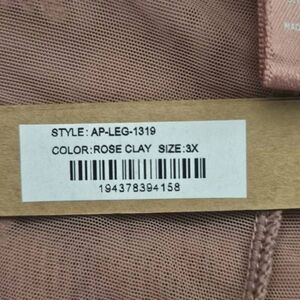 STYLE: AP-LEG-1319
COLOR:ROSE CLAY SIZE:3X
194378394158